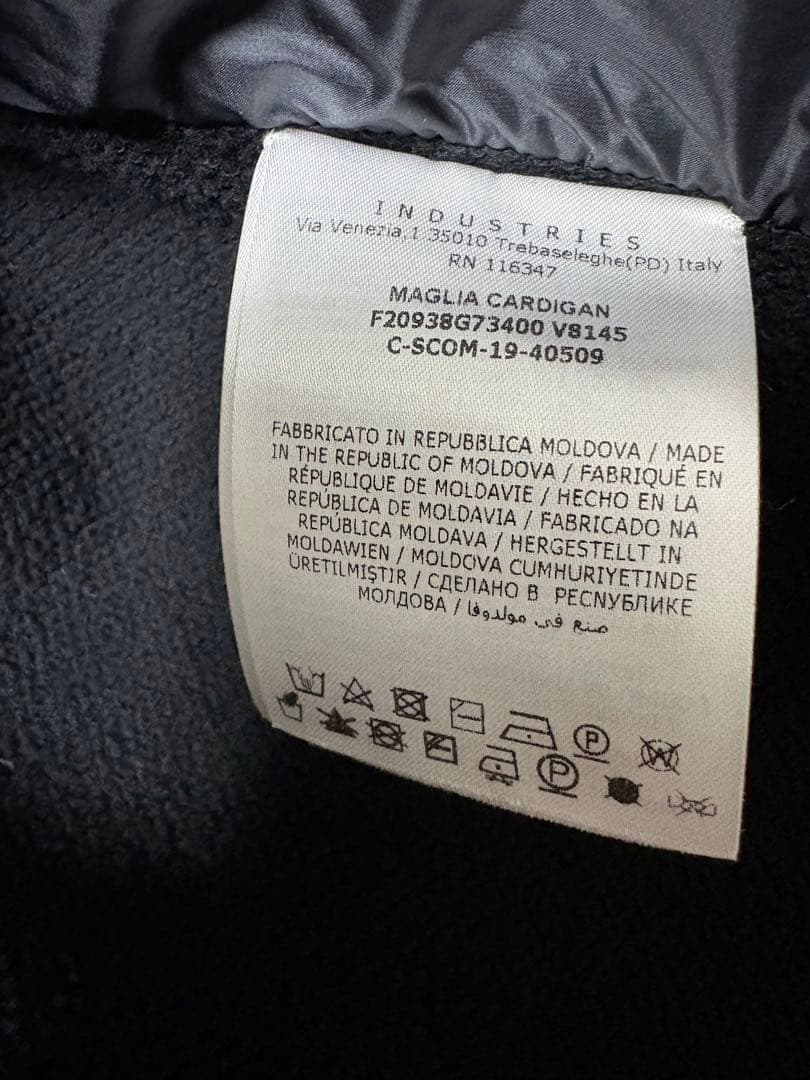 INDUSTRIES
Via Venezia,1 35010 Trebaseleghe(PD) Italy
RN 116347
MAGLIA CARDIGAN
F20938G73400 V8145
C-SCOM-19-40509
FABBRICATO IN REPUBBLICA MOLDOVA / MADE
IN THE REPUBLIC OF MOLDOVA / FABRIQUÉ EN
RÉPUBLIQUE DE MOLDAVIE / HECHO EN LA
REPÚBLICA DE MOLDAVIA / FABRICADO NA
REPÚBLICA MOLDAVA / HERGESTELLT IN
MOLDAWIEN / MOLDOVA CUMHURIYETINDE
ÜRETILMIŞTIR / СДЕЛАНО В РЕСПУБЛИКЕ
МОЛДОВА / صنع في مولدوفا
P W
P